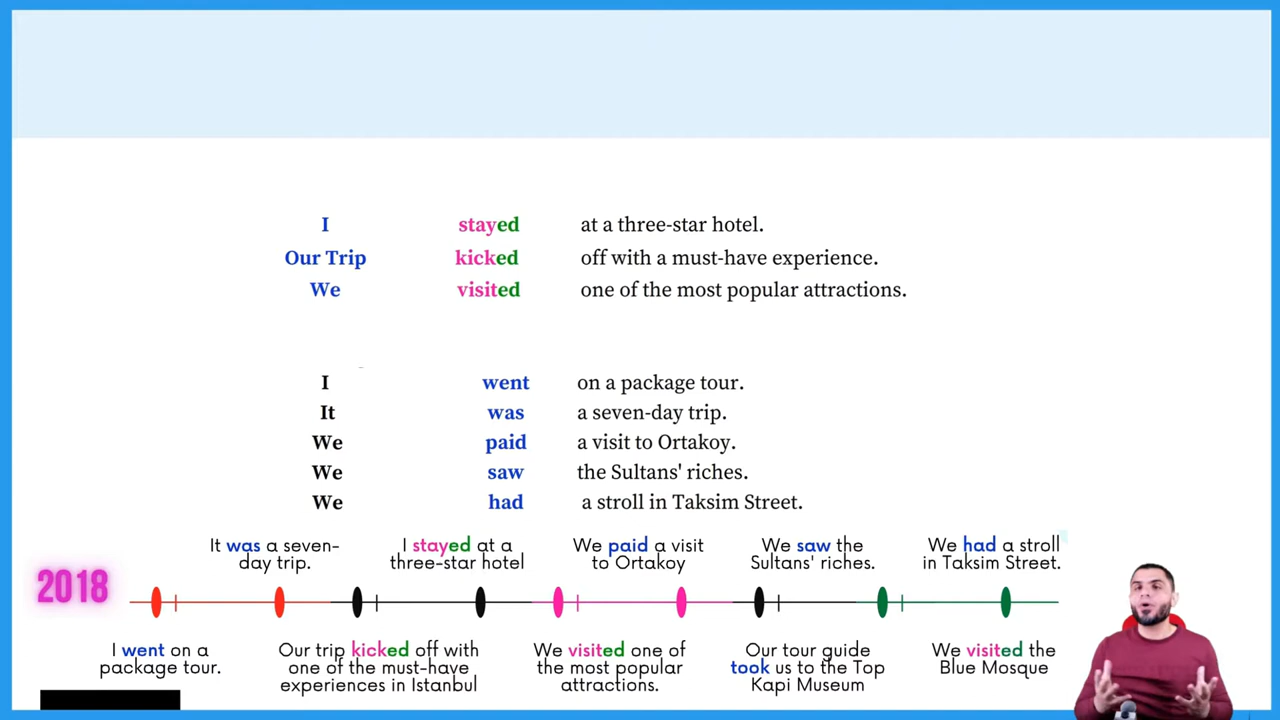 I stayed at a three-star hotel.
Our Trip kicked off with a must-have experience.
We visited one of the most popular attractions.
I went on a package tour.
It was a seven-day trip.
We paid a visit to Ortakoy.
We saw the Sultans' riches.
We had a stroll in Taksim Street.
It was a seven-
day trip.
I stayed at a
three-star hotel
We paid a visit
to Ortakoy
We saw the
Sultans' riches.
We had a stroll
in Taksim Street.
2018
I went on a
package tour.
Our trip kicked off with
one of the must-have
experiences in Istanbul
We visited one of
the most popular
attractions.
Our tour guide
took us to the Top
Kapi Museum
We visited the
Blue Mosque